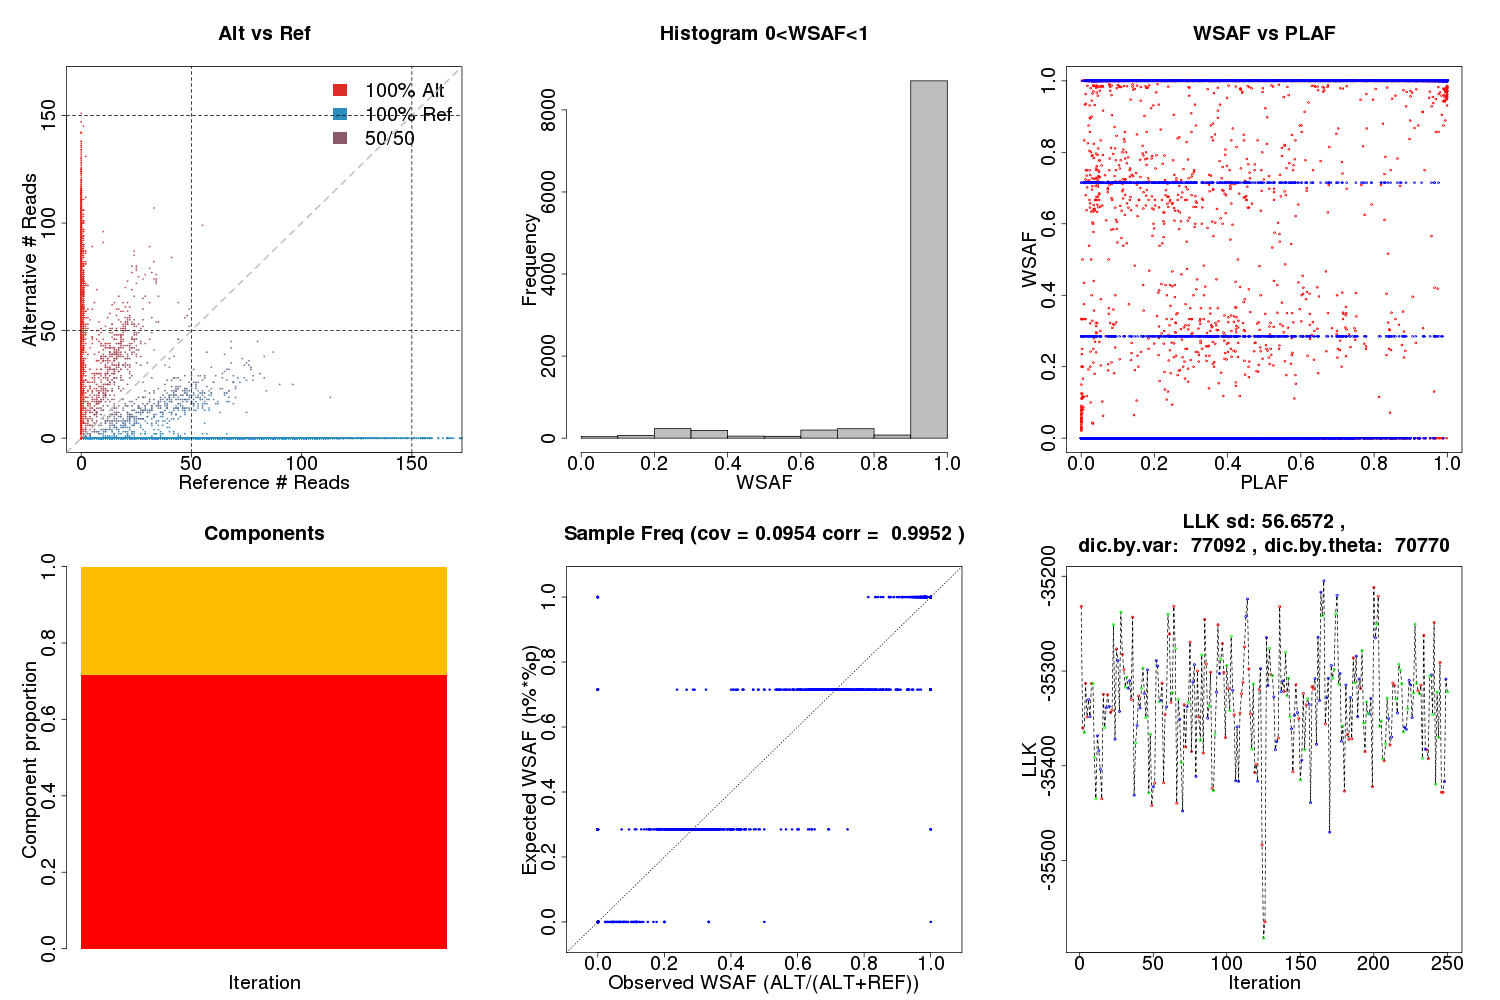 Alt vs Ref
100% Alt
100% Ref
50/50
Alternative # Reads
0 50 100 150
0 50 100 150
Reference # Reads
Histogram 0<WSAF<1
Frequency
0 2000 4000 6000 8000
0.0 0.2 0.4 0.6 0.8 1.0
WSAF
WSAF vs PLAF
WSAF
0.0 0.2 0.4 0.6 0.8 1.0
0.0 0.2 0.4 0.6 0.8 1.0
PLAF
Components
Component proportion
0.0 0.2 0.4 0.6 0.8 1.0
Iteration
Sample Freq (cov = 0.0954 corr =  0.9952 )
Expected WSAF (h%*%p)
0.0 0.2 0.4 0.6 0.8 1.0
0.0 0.2 0.4 0.6 0.8 1.0
Observed WSAF (ALT/(ALT+REF))
LLK sd: 56.6572 ,
dic.by.var:  77092 , dic.by.theta:  70770
LLK
-35500 -35400 -35300 -35200
0 50 100 150 200 250
Iteration